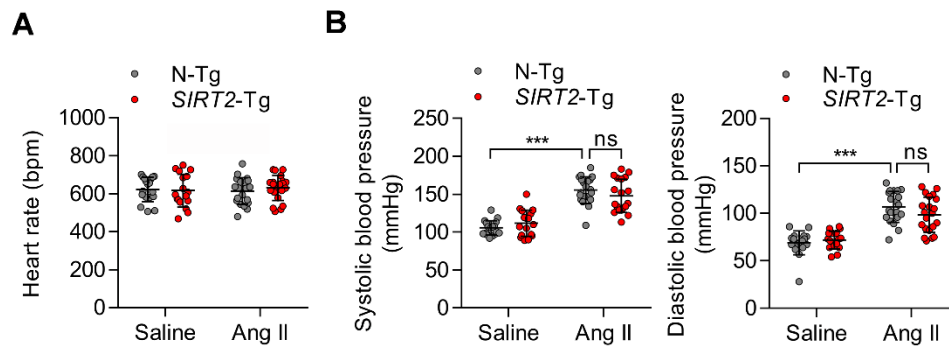 A
N-Tg
SIRT2-Tg
Heart rate (bpm)
1000
800
600
400
200
0
Saline
Ang II
B
N-Tg
SIRT2-Tg
Systolic blood pressure
(mmHg)
250
200
150
100
50
0
***
ns
Saline
Ang II
N-Tg
SIRT2-Tg
Diastolic blood pressure
(mmHg)
200
150
100
50
0
***
ns
Saline
Ang II